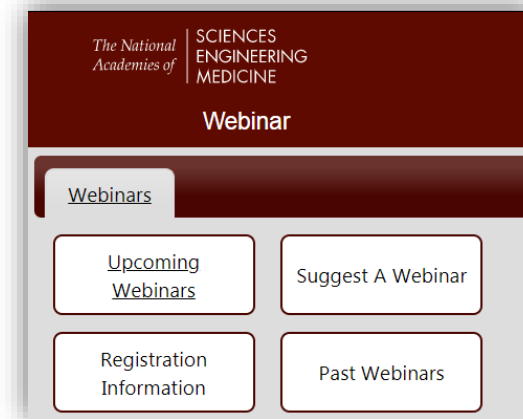 The National
Academies of
SCIENCES
ENGINEERING
MEDICINE
Webinar
Webinars
Upcoming
Webinars
Suggest A Webinar
Registration
Information
Past Webinars